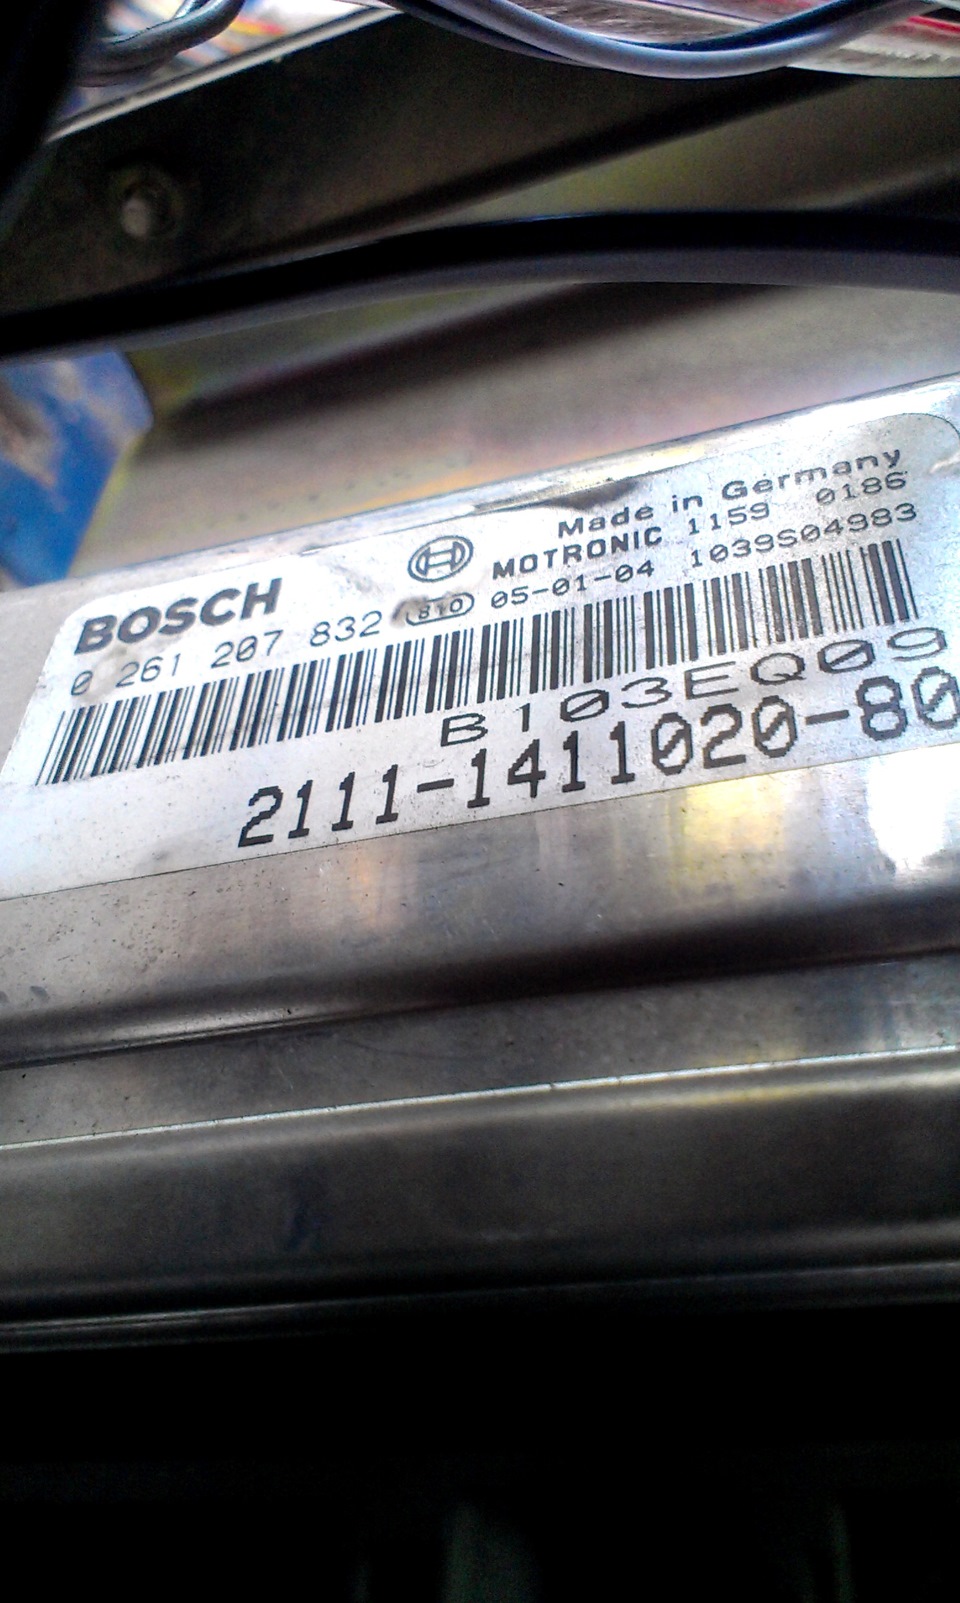 Made in Germany
BOSCH
MOTRONIC 1159 0186
0 261 207 832 810 05-01-04 1039S04983
B103EQ09
2111-1411020-80